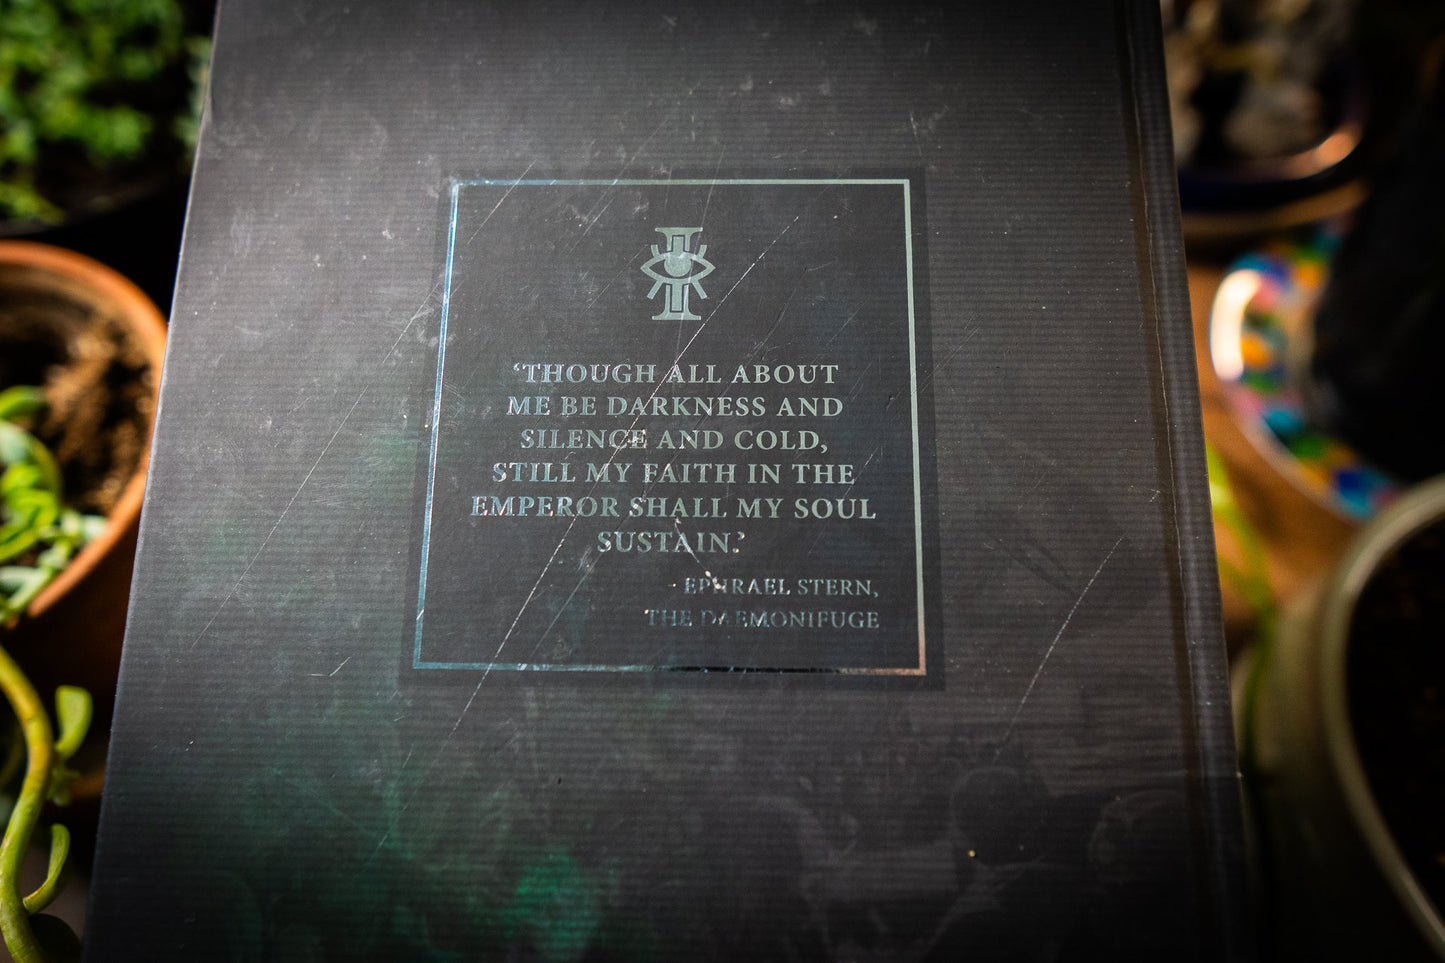 ‘THOUGH ALL ABOUT
ME BE DARKNESS AND
SILENCE AND COLD,
STILL MY FAITH IN THE
EMPEROR SHALL MY SOUL
SUSTAIN.’
- EPHRAEL STERN,
THE DAEMONIFUGE